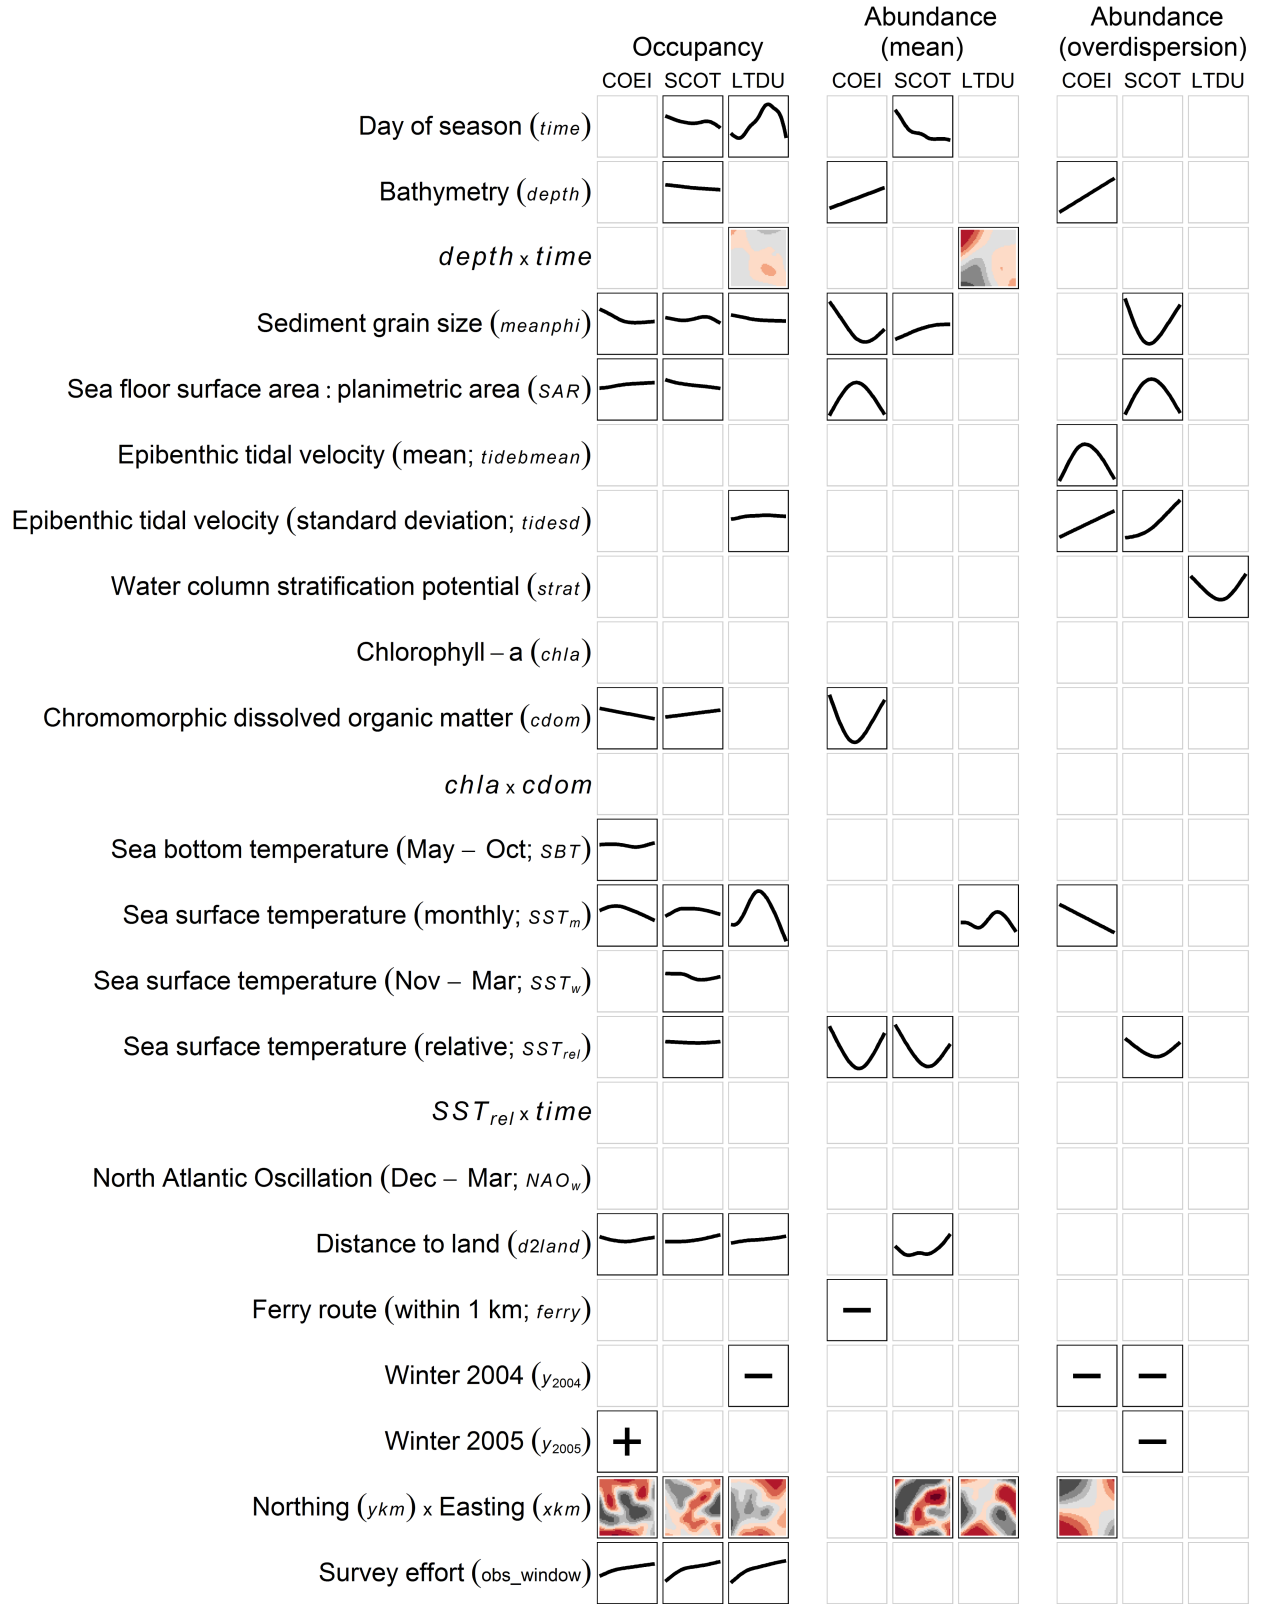 Occupancy
Abundance
(mean)
Abundance
(overdispersion)
COEI SCOT LTDU COEI SCOT LTDU COEI SCOT LTDU
Day of season (time)
Bathymetry (depth)
depth x time
Sediment grain size (meanphi)
Sea floor surface area : planimetric area (SAR)
Epibenthic tidal velocity (mean; tidebmean)
Epibenthic tidal velocity (standard deviation; tidesd)
Water column stratification potential (strat)
Chlorophyll – a (chla)
Chromomorphic dissolved organic matter (cdom)
chla x cdom
Sea bottom temperature (May – Oct; SBT)
Sea surface temperature (monthly; SSTm)
Sea surface temperature (Nov – Mar; SSTw)
Sea surface temperature (relative; SSTrel)
SSTrel x time
North Atlantic Oscillation (Dec – Mar; NAOw)
Distance to land (d2land)
Ferry route (within 1 km; ferry)
Winter 2004 (y2004)
Winter 2005 (y2005)
Northing (ykm) x Easting (xkm)
Survey effort (obs_window)